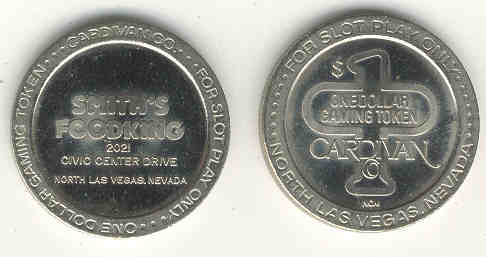 CARDIVAN CO.
FOR SLOT PLAY ONLY
ONE DOLLAR GAMING TOKEN
SMITH'S
FOODKING
2021
CIVIC CENTER DRIVE
NORTH LAS VEGAS, NEVADA
FOR SLOT PLAY ONLY
$1
ONE DOLLAR
GAMING TOKEN
CARDIVAN
©
NCM
NORTH LAS VEGAS, NEVADA